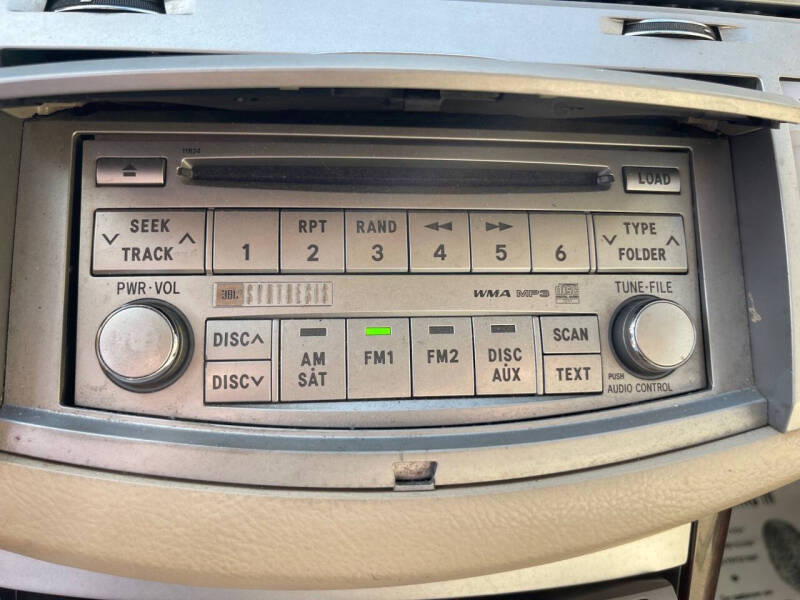 11824
LOAD
SEEK
TRACK
1
RPT
2
RAND
3
4
5
6
TYPE
FOLDER
PWR·VOL
JBL SYNTHESIS
WMA MP3
TUNE·FILE
DISC
AM
SAT
FM1
FM2
DISC
AUX
SCAN
DISC
TEXT
PUSH
AUDIO CONTROL